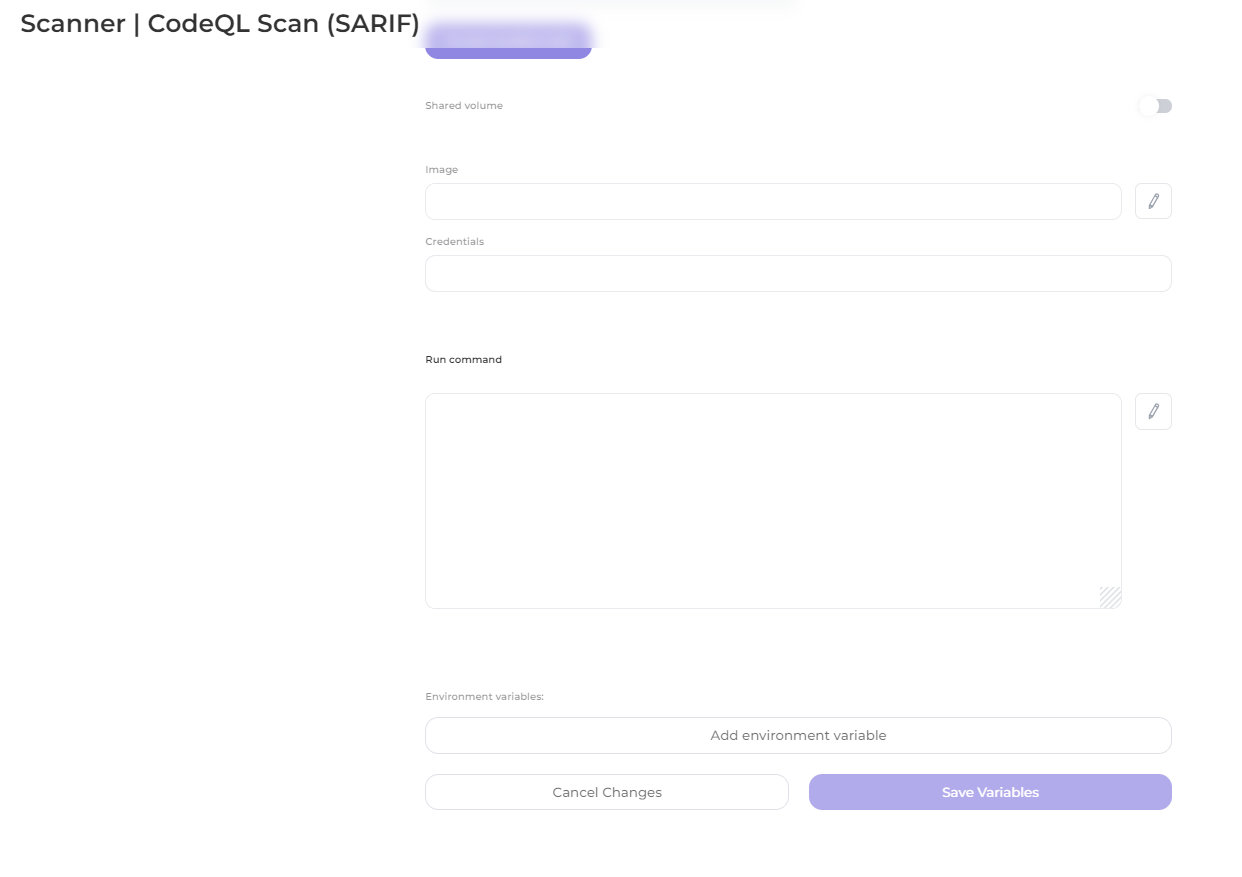 Scanner | CodeQL Scan (SARIF)
Shared volume
Image
Credentials
Run command
Environment variables:
Add environment variable
Cancel Changes
Save Variables